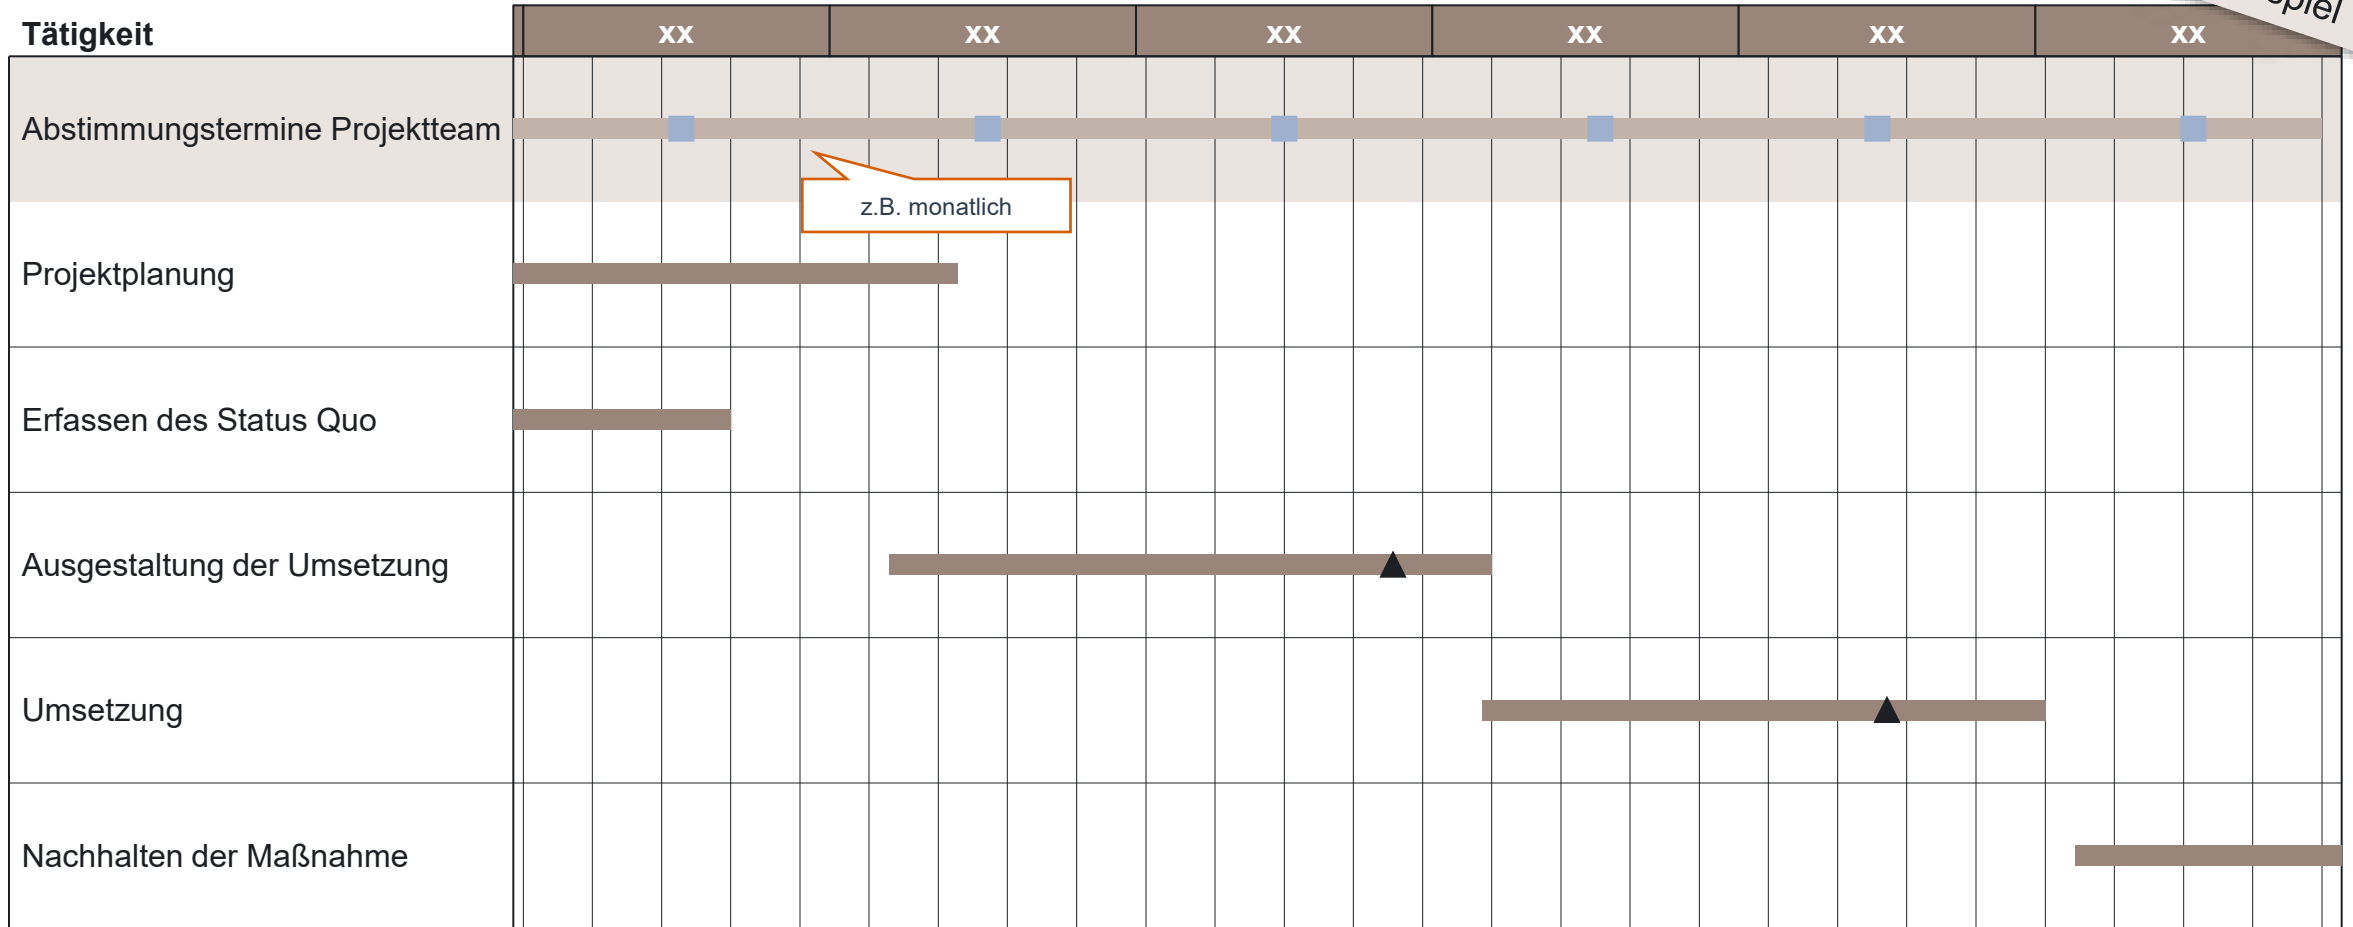 Tätigkeit xx xx xx xx xx xx
Abstimmungstermine Projektteam
z.B. monatlich
Projektplanung
Erfassen des Status Quo
Ausgestaltung der Umsetzung
Umsetzung
Nachhalten der Maßnahme